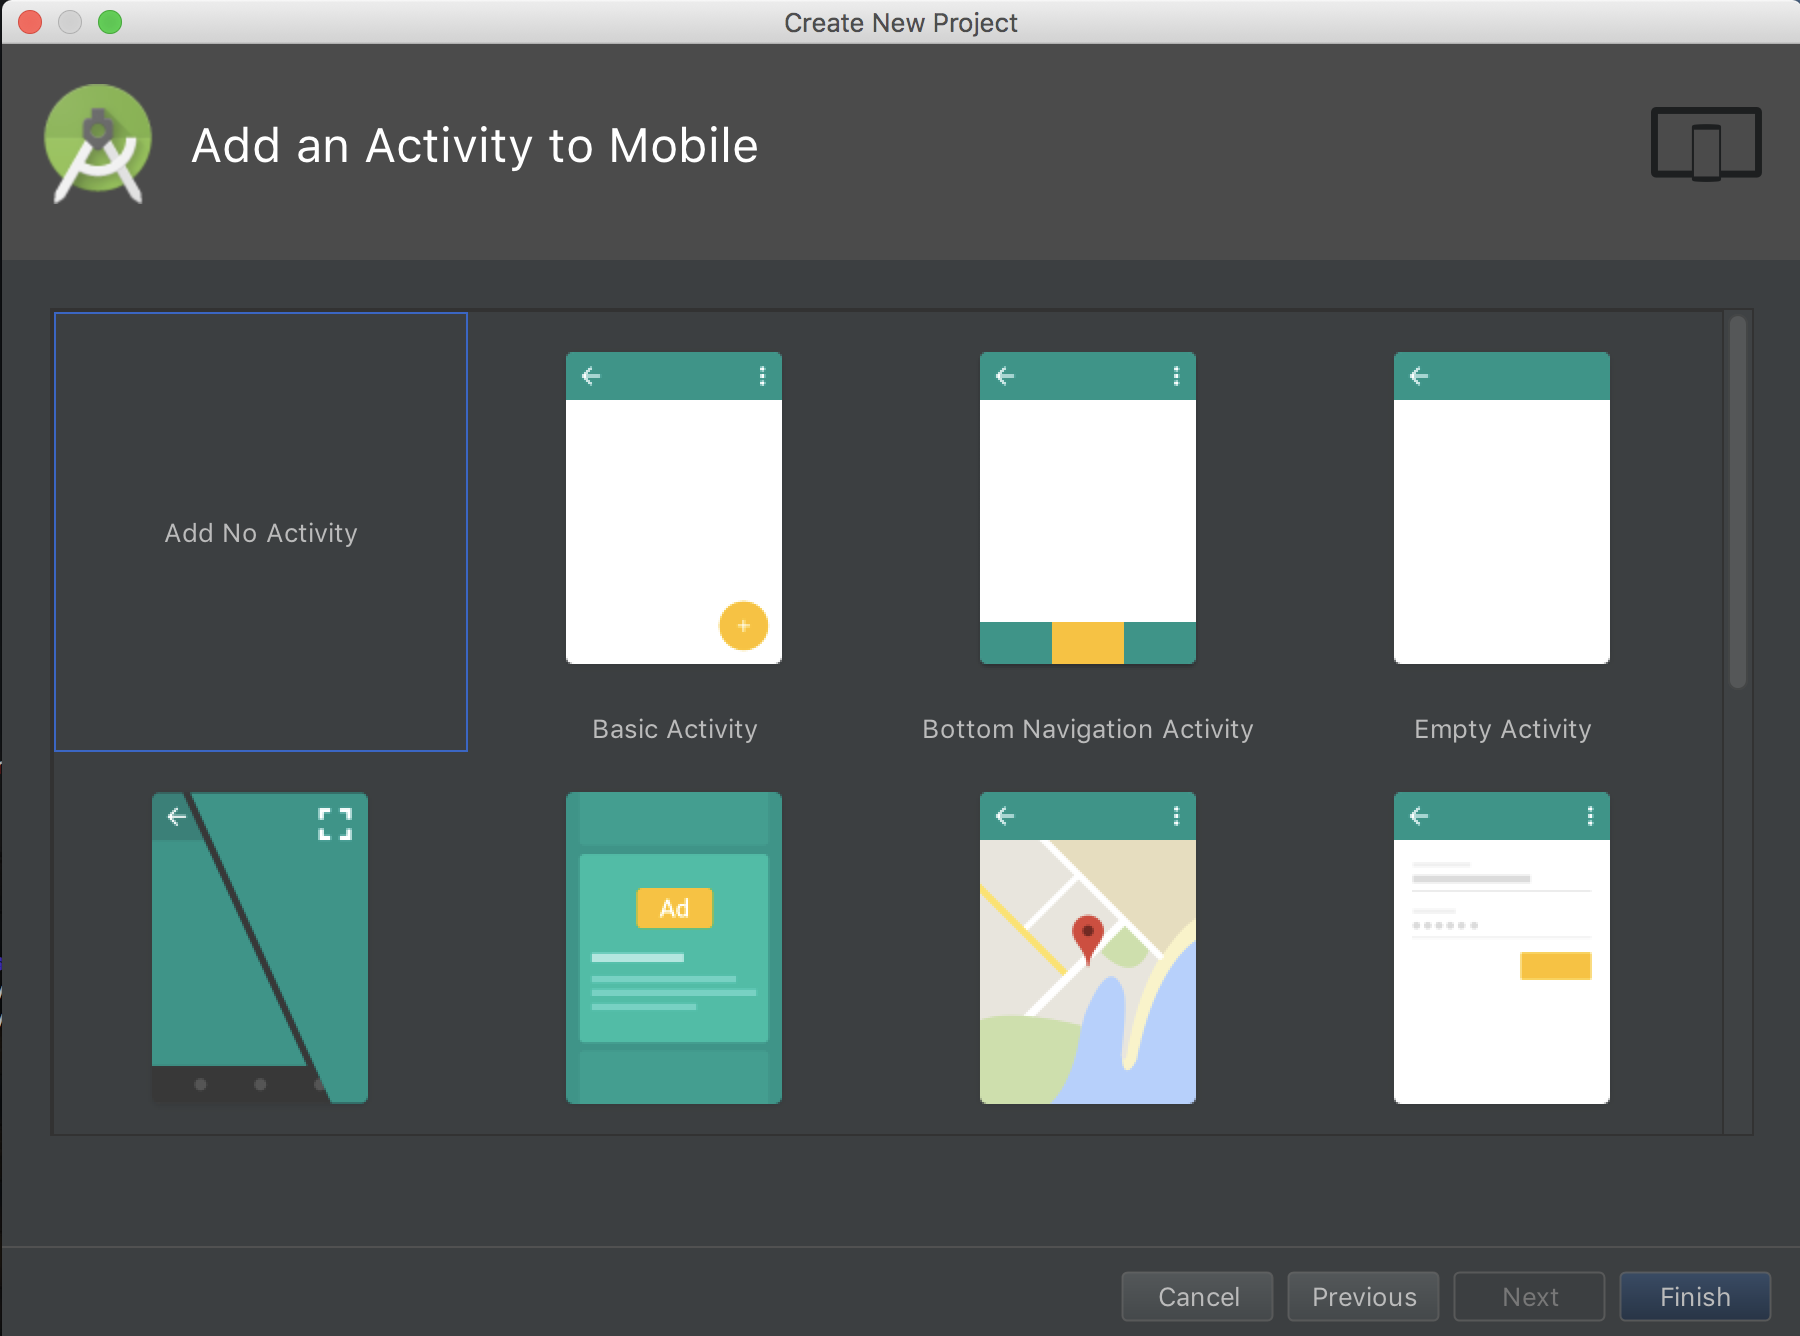 Create New Project
Add an Activity to Mobile
Add No Activity
Basic Activity
Bottom Navigation Activity
Empty Activity
Ad
Cancel
Previous
Next
Finish